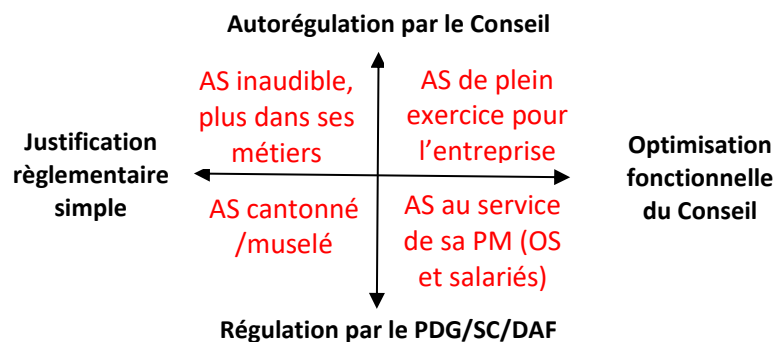 Autorégulation par le Conseil
AS inaudible,
plus dans ses
métiers
AS de plein
exercice pour
l'entreprise
Justification
règlementaire
simple
Optimisation
fonctionnelle
du Conseil
AS cantonné
/muselé
AS au service
de sa PM (OS
et salariés)
Régulation par le PDG/SC/DAF